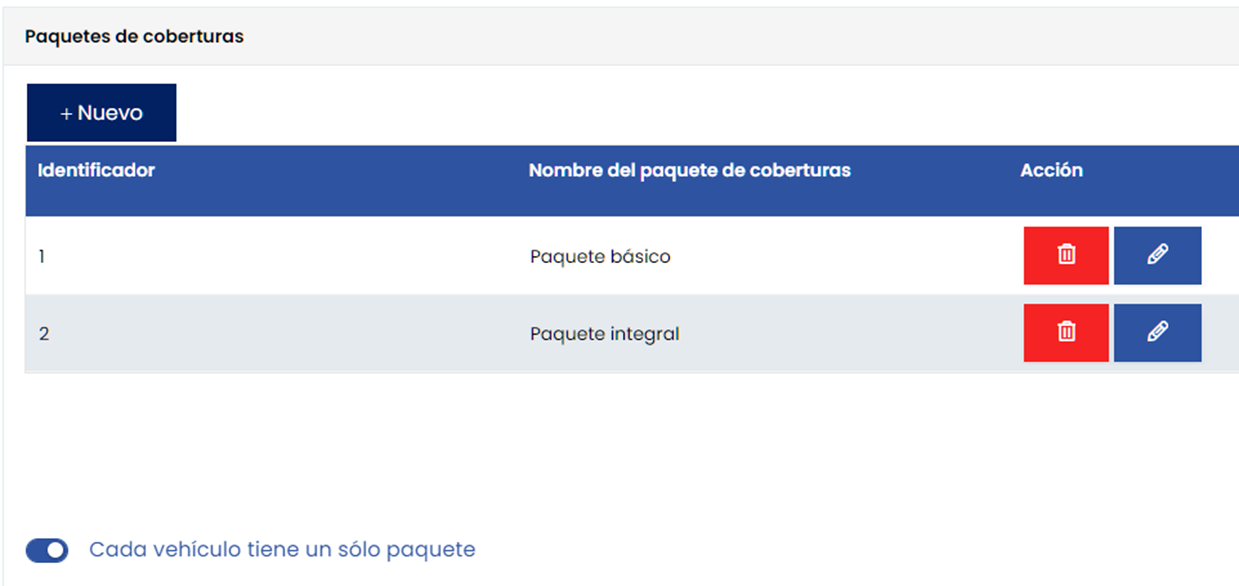 Paquetes de coberturas
+ Nuevo
Identificador Nombre del paquete de coberturas Acción
1 Paquete básico
2 Paquete integral
Cada vehículo tiene un sólo paquete